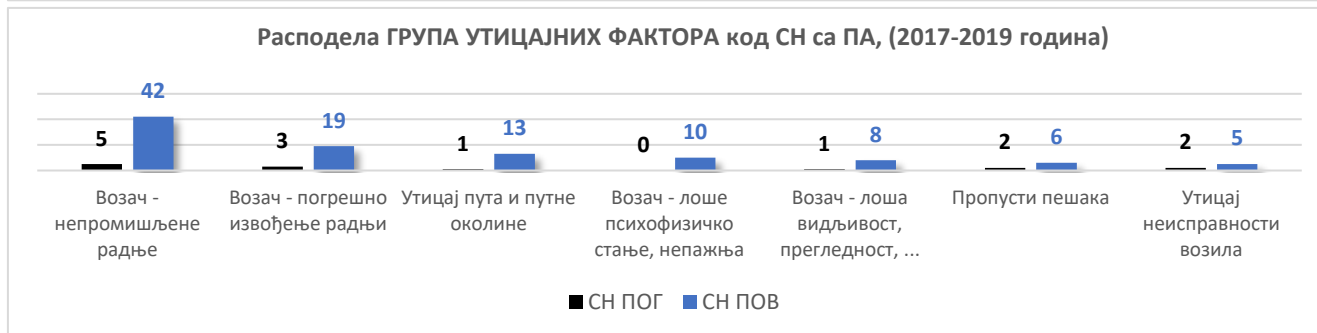 Расподела ГРУПА УТИЦАЈНИХ ФАКТОРА код СН са ПА, (2017-2019 година)
5 42 3 19 1 13 0 10 1 8 2 6 2 5
Возач - непромишљене радње
Возач - погрешно извођење радњи
Утицај пута и путне околине
Возач - лоше психофизичко стање, непажња
Возач - лоша видљивост, прегледност, ...
Пропусти пешака
Утицај неисправности возила
СН ПОГ СН ПОВ